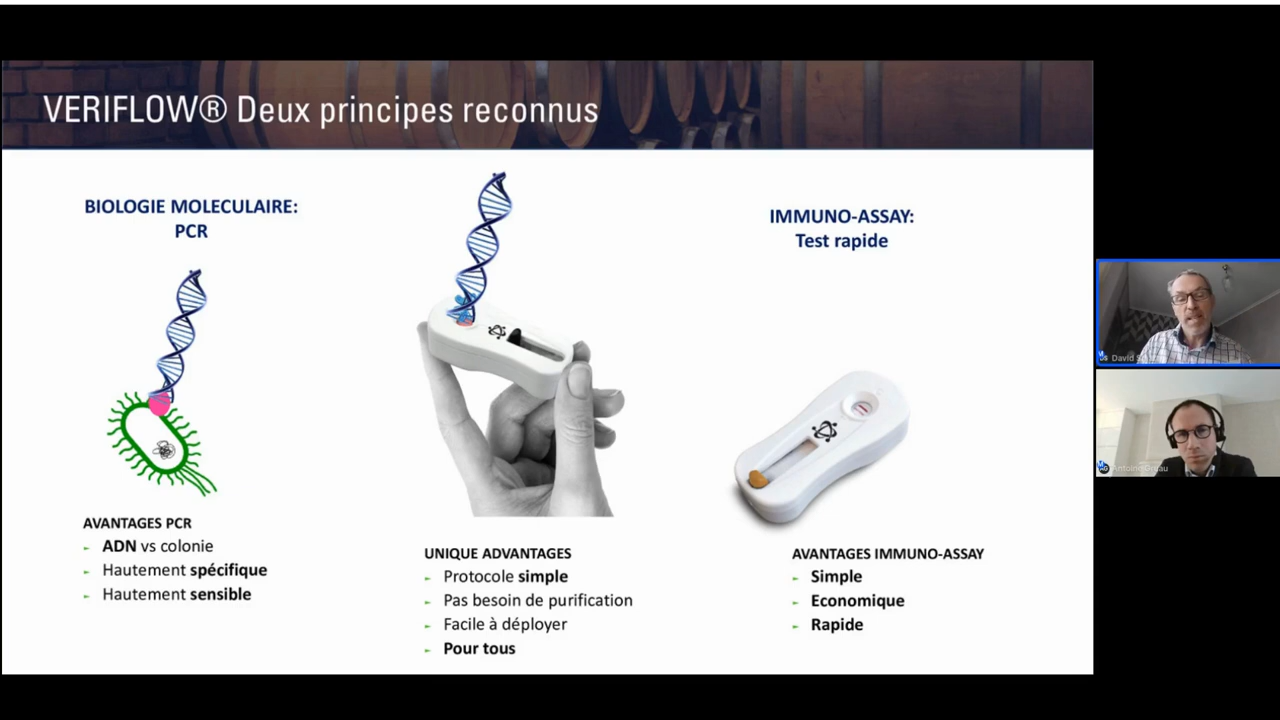 VERIFLOW® Deux principes reconnus
BIOLOGIE MOLECULAIRE:
PCR
IMMUNO-ASSAY:
Test rapide
AVANTAGES PCR
ADN vs colonie
Hautement spécifique
Hautement sensible
UNIQUE ADVANTAGES
Protocole simple
Pas besoin de purification
Facile à déployer
Pour tous
AVANTAGES IMMUNO-ASSAY
Simple
Economique
Rapide
David